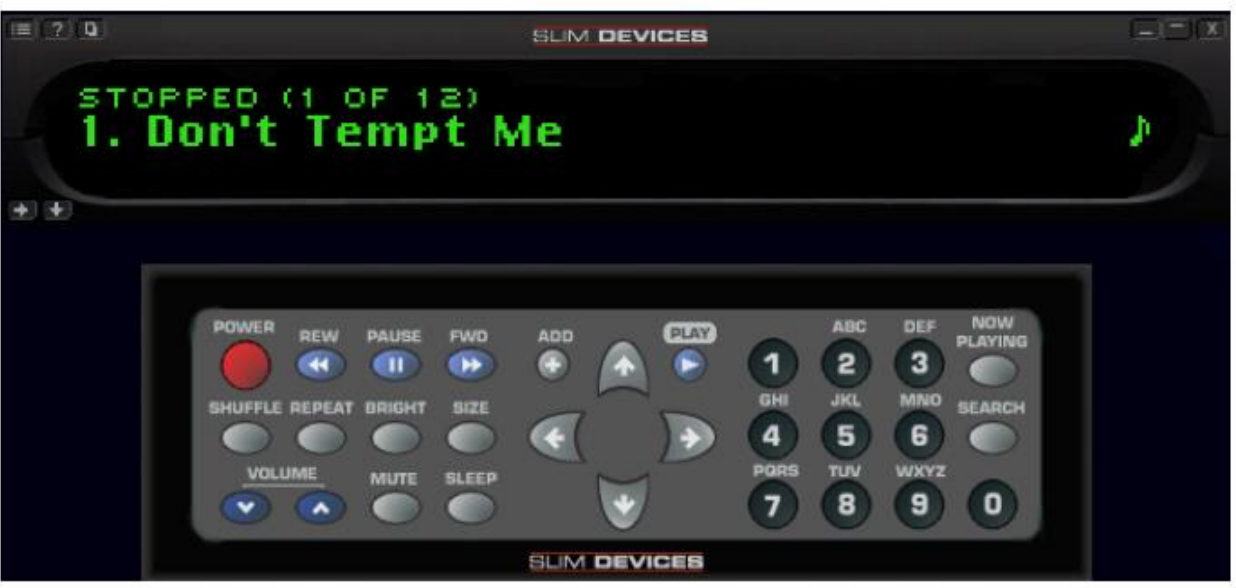 ? X
SLIM DEVICES
STOPPED (1 OF 12)
1. Don't Tempt Me
POWER REW PAUSE FWD ADD PLAY ABC DEF NOW PLAYING
1 2 3
SHUFFLE REPEAT BRIGHT SIZE GHI JKL MNO SEARCH
4 5 6
VOLUME MUTE SLEEP PQRS TUV WXYZ
7 8 9 0
SLIM DEVICES